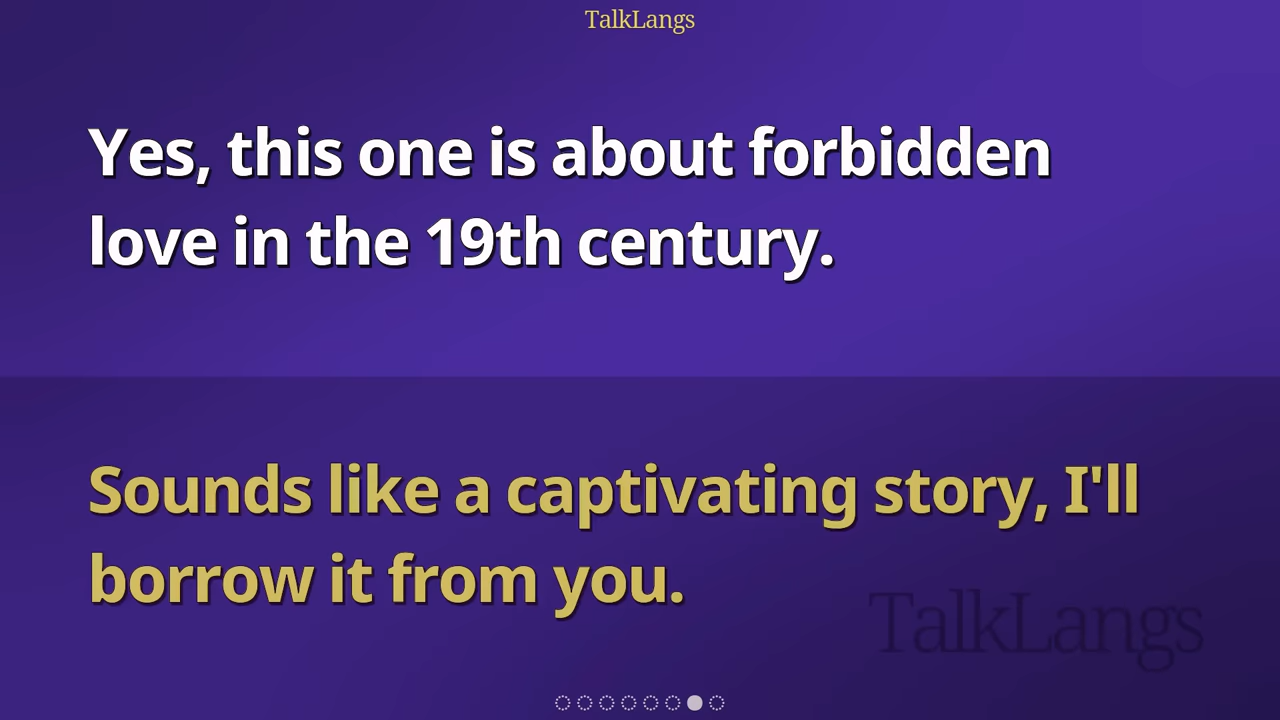 TalkLangs
Yes, this one is about forbidden
love in the 19th century.
Sounds like a captivating story, I'll
borrow it from you.
TalkLangs